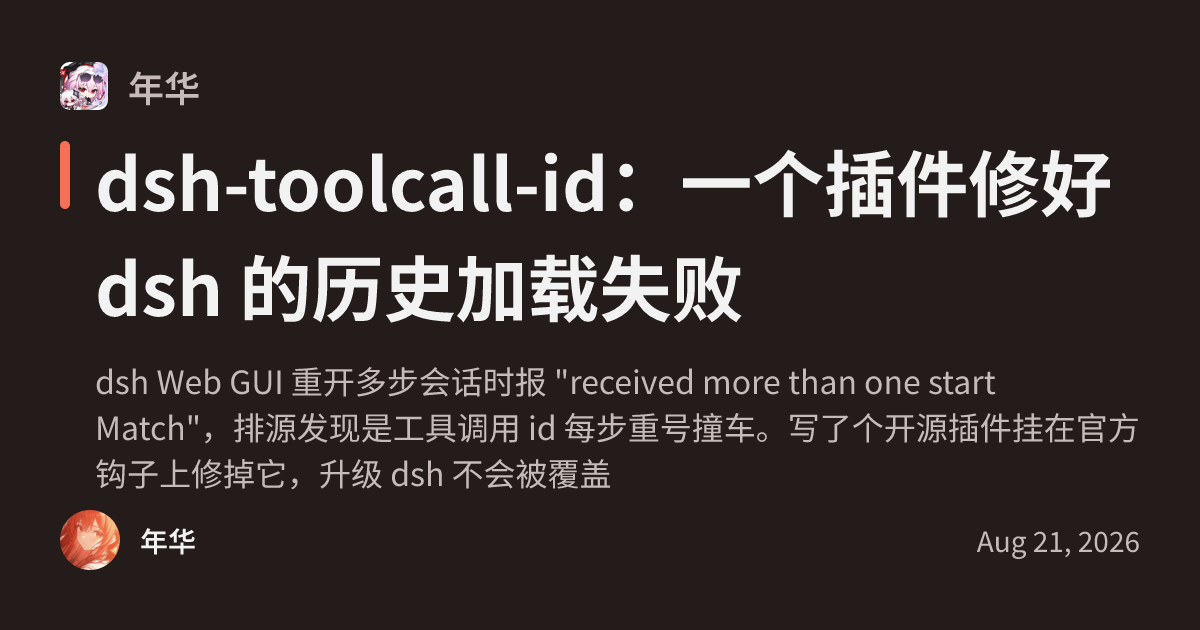 年华
dsh-toolcall-id：一个插件修好
dsh 的历史加载失败
dsh Web GUI 重开多步会话时报 "received more than one start
Match"，排源发现是工具调用 id 每步重号撞车。写了个开源插件挂在官方
钩子上修掉它，升级 dsh 不会被覆盖
年华
Aug 21, 2026